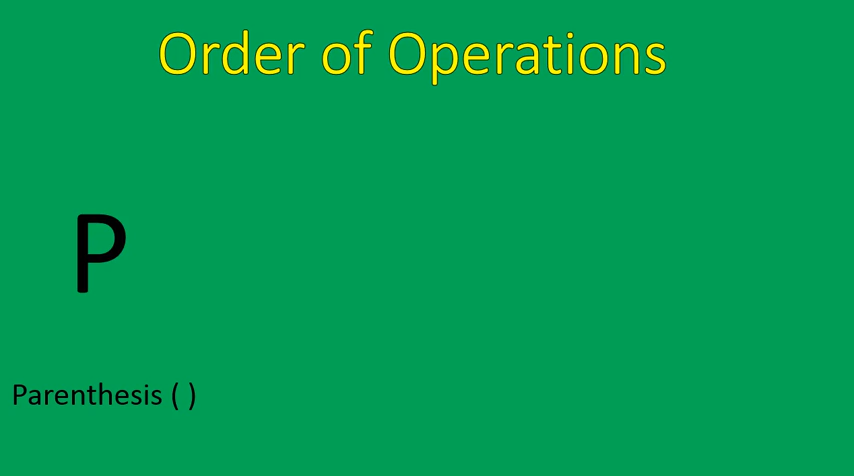 Order of Operations
P
Parenthesis ( )